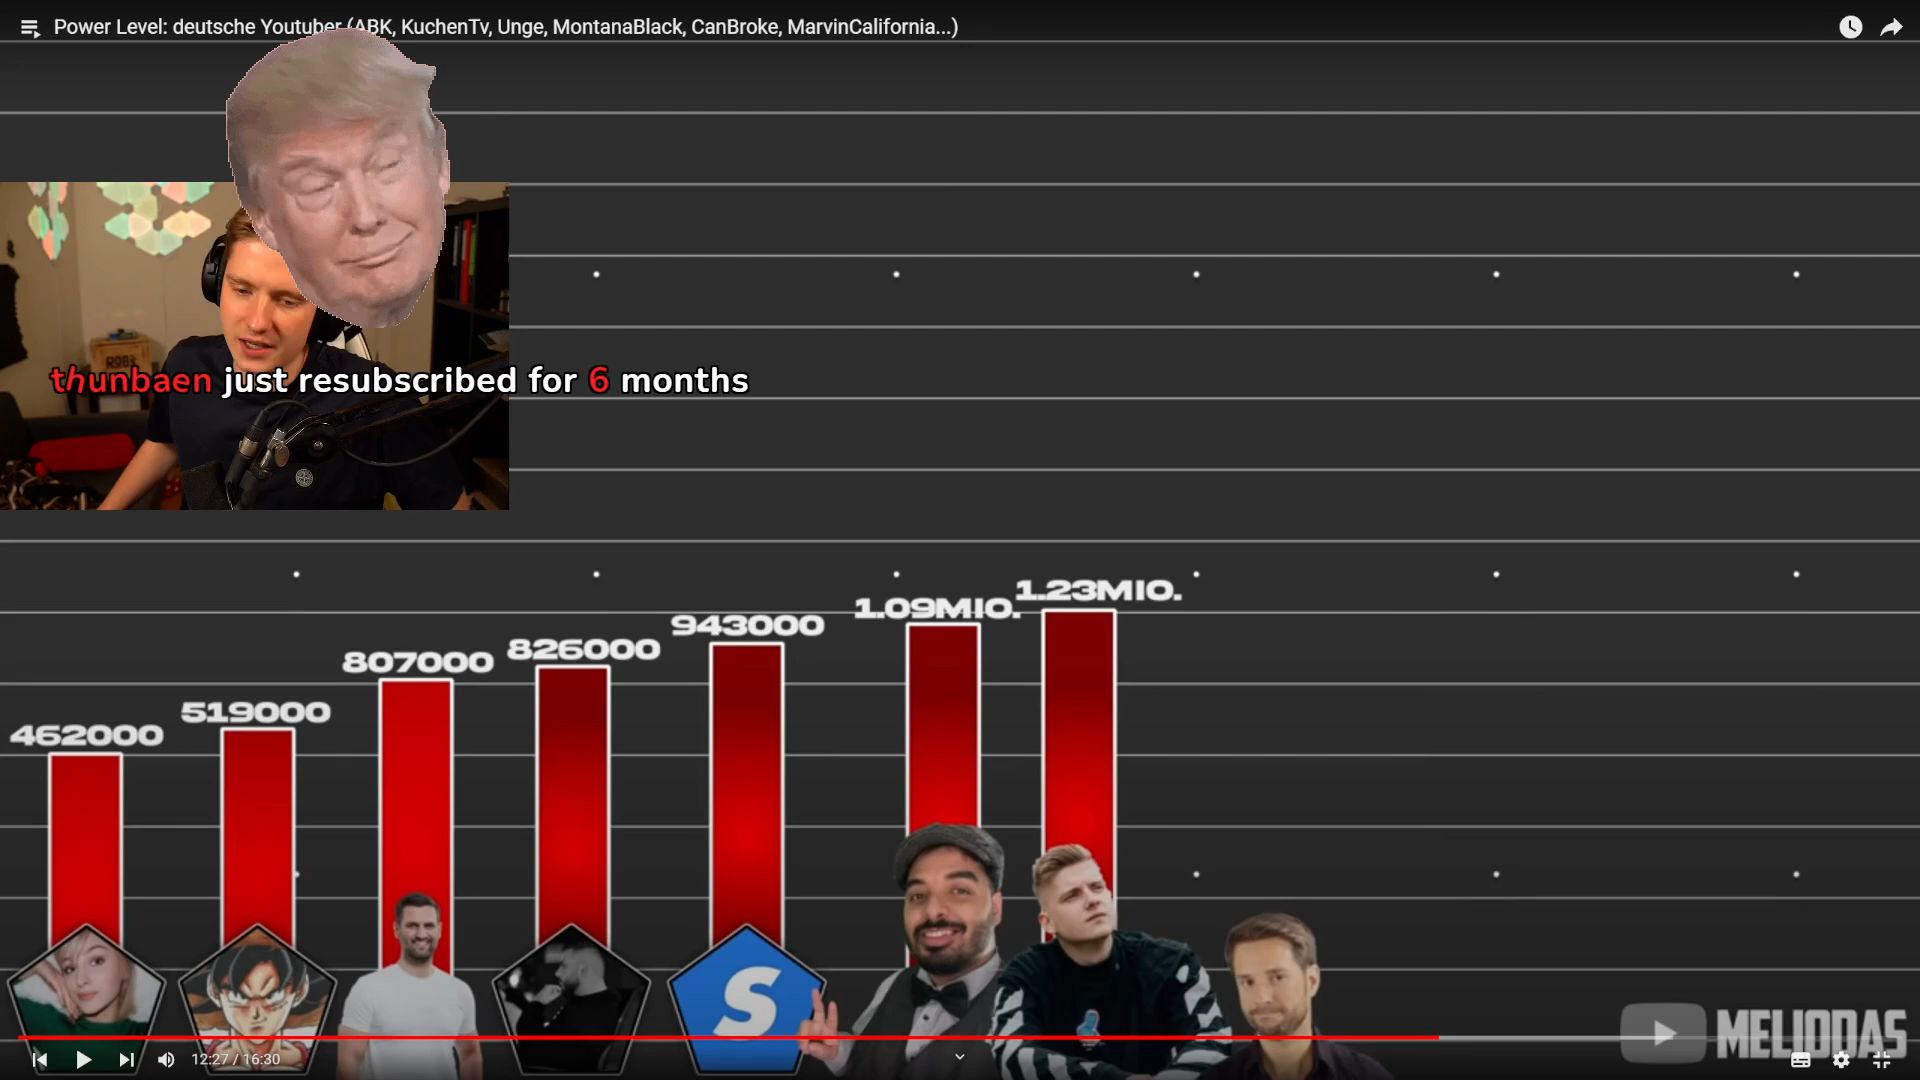 Power Level: deutsche Youtuber (ABK, KuchenTv, Unge, MontanaBlack, CanBroke, MarvinCalifornia...)
thunbaen just resubscribed for 6 months
1.23MIO.
1.09MIO.
943000
826000
807000
519000
462000
S
MELIODAS
12:27 / 16:30